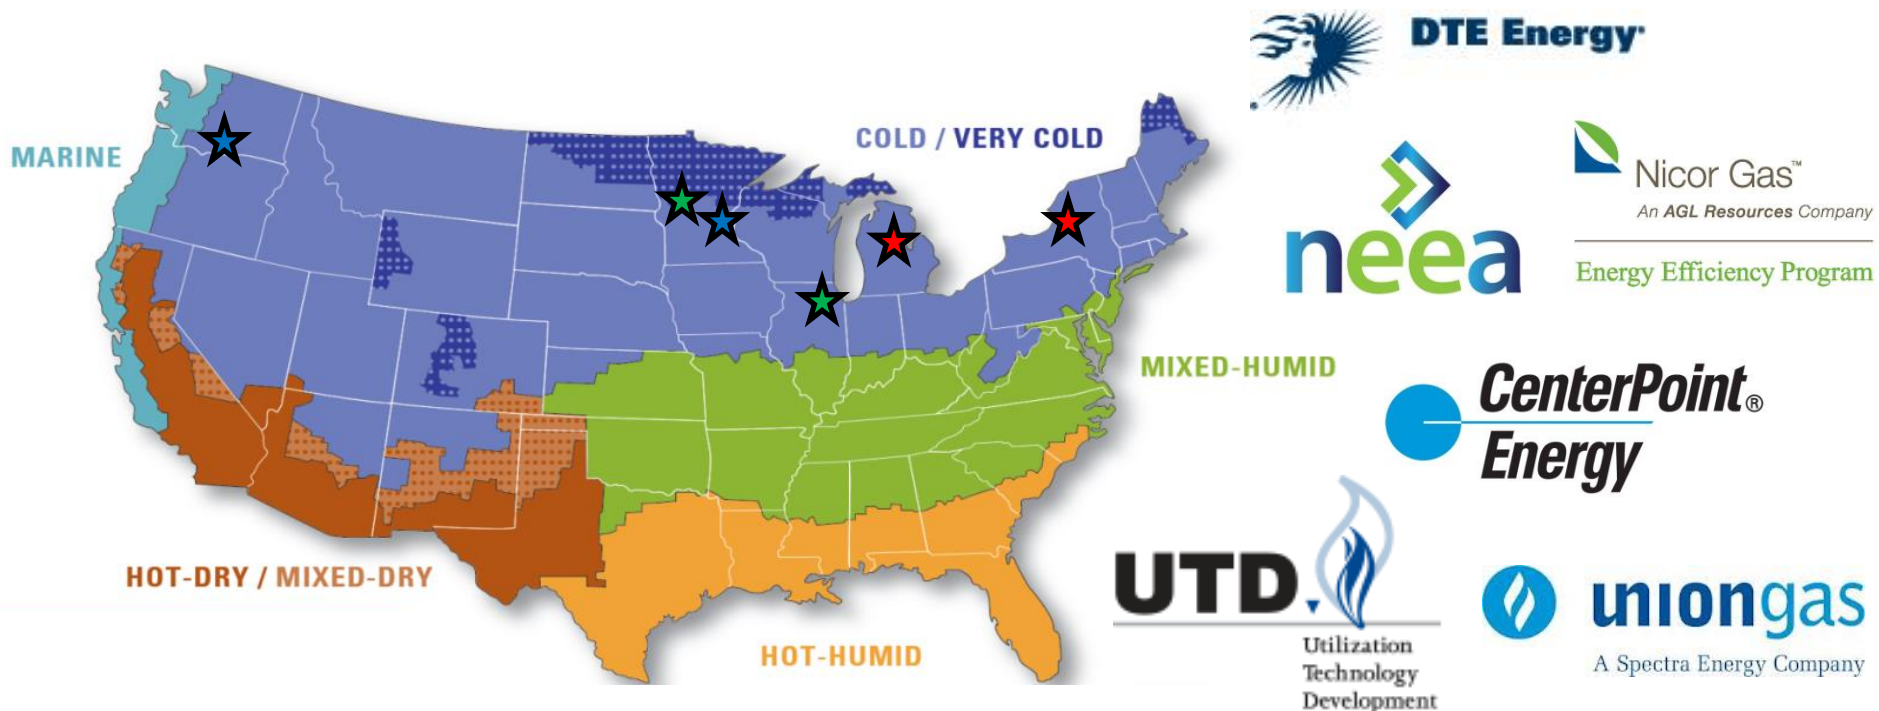 MARINE
COLD / VERY COLD
MIXED-HUMID
HOT-DRY / MIXED-DRY
HOT-HUMID
DTE Energy®
neea
Nicor Gas™
An AGL Resources Company
Energy Efficiency Program
CenterPoint®
Energy
UTD
Utilization
Technology
Development
uniongas
A Spectra Energy Company